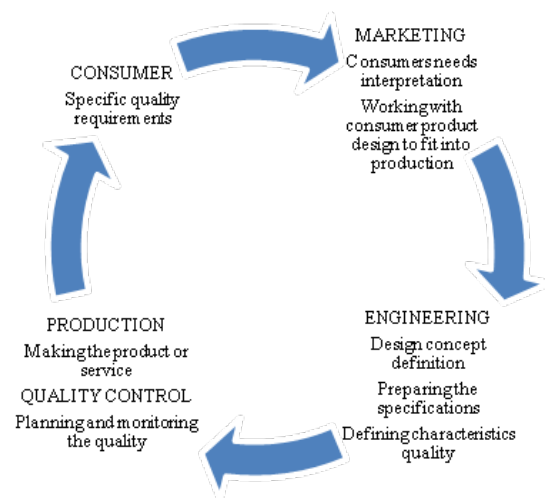 CONSUMER
Specific quality
requirements
MARKETING
Consumers needs
interpretation
Working with
consumer product
design to fit into
production
ENGINEERING
Design concept
definition
Preparing the
specifications
Defining characteristics
quality
PRODUCTION
Making the product or
service
QUALITY CONTROL
Planning and monitoring
the quality